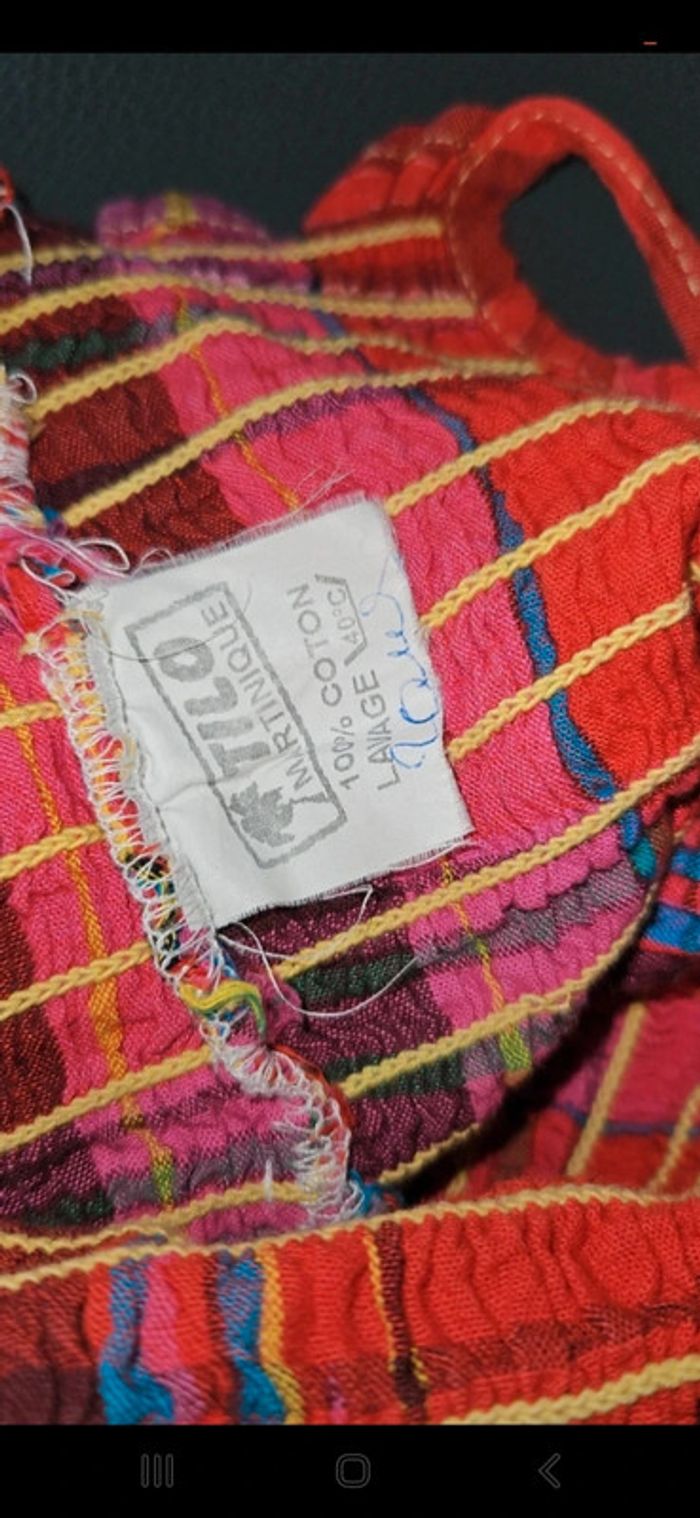 TILO
MARTINIQUE
100% COTON
LAVAGE 40°C